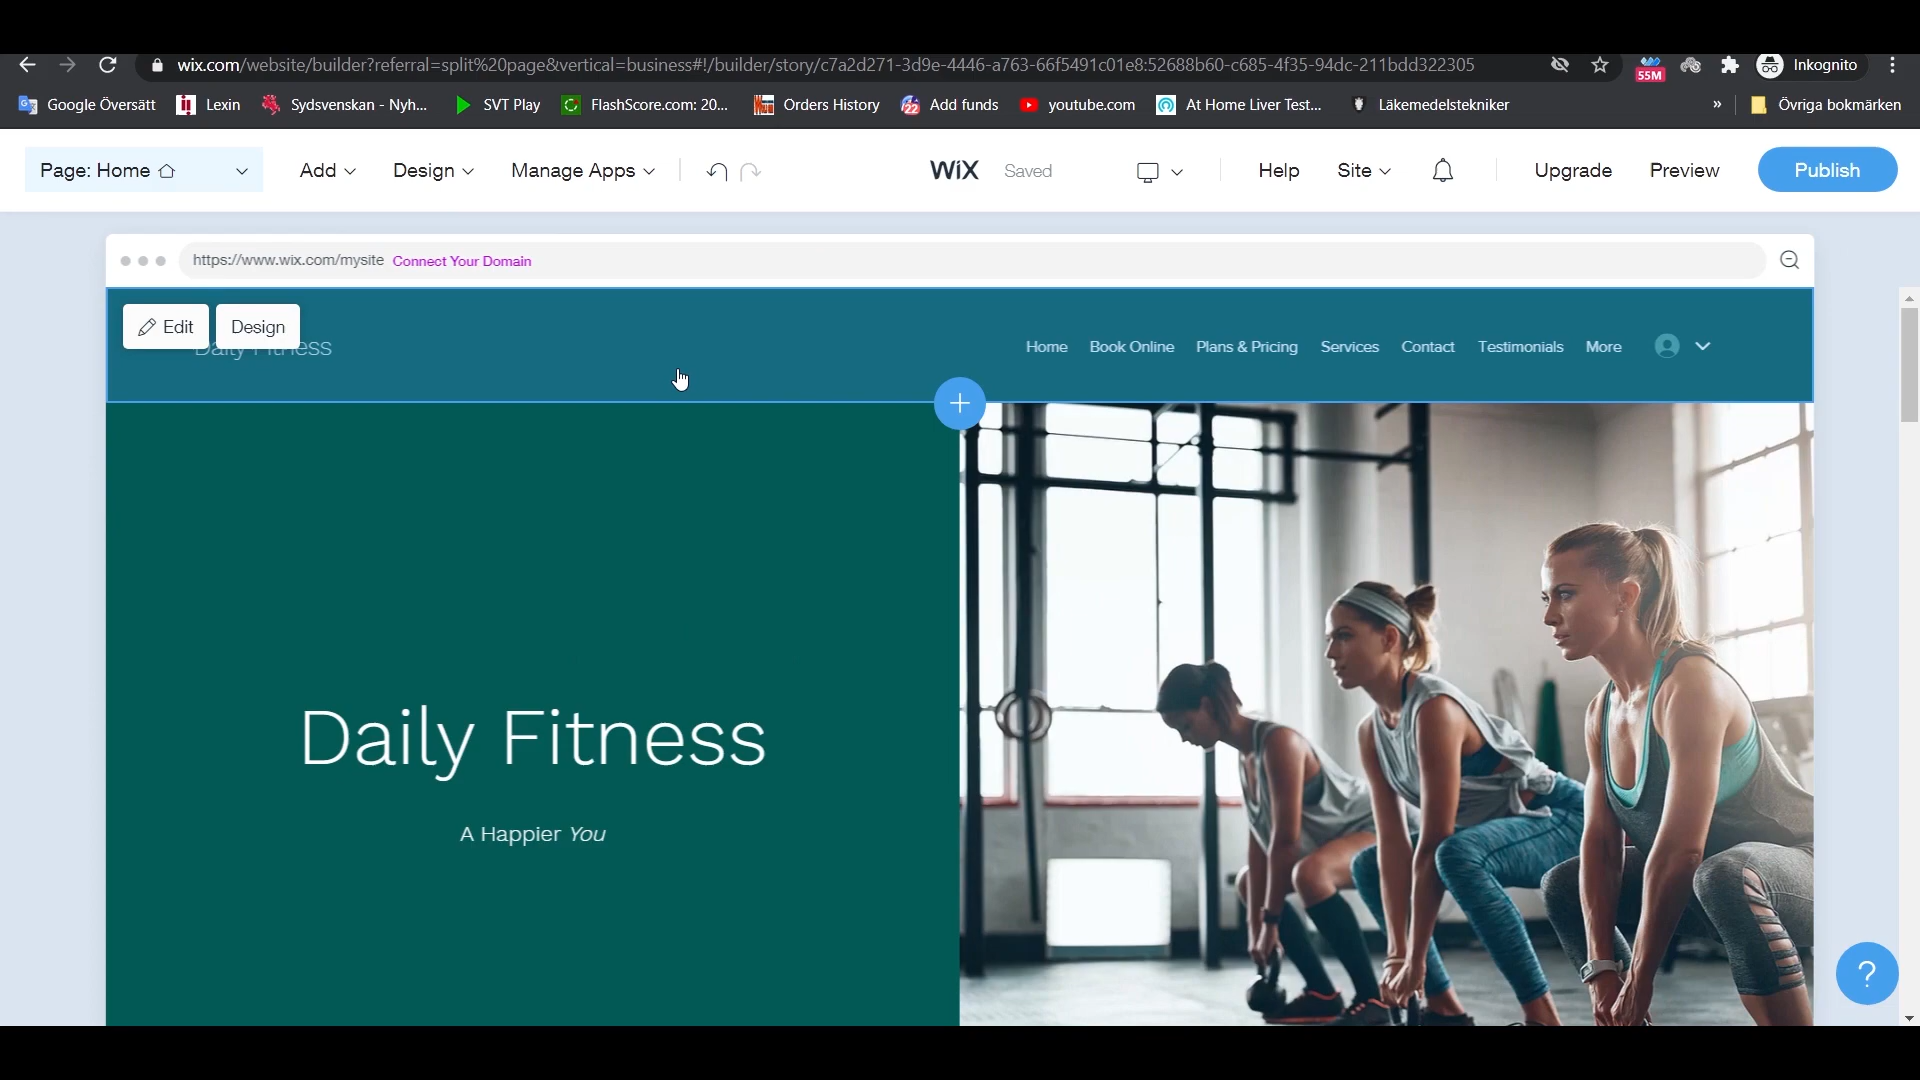 wix.com/website/builder?referral=split%20page&vertical=business#!/builder/story/c7a2d271-3d9e-4446-a763-66f5491c01e8:52688b60-c685-4f35-94dc-211bdd322305 55M Inkognito
Google Översätt Lexin Sydsvenskan - Nyh... SVT Play FlashScore.com: 20... Orders History Add funds youtube.com At Home Liver Test... Läkemedelstekniker » Övriga bokmärken
Page: Home Add Design Manage Apps WiX Saved Help Site Upgrade Preview Publish
https://www.wix.com/mysite Connect Your Domain
Edit Design
Daily Fitness Home Book Online Plans & Pricing Services Contact Testimonials More
Daily Fitness
A Happier You
?